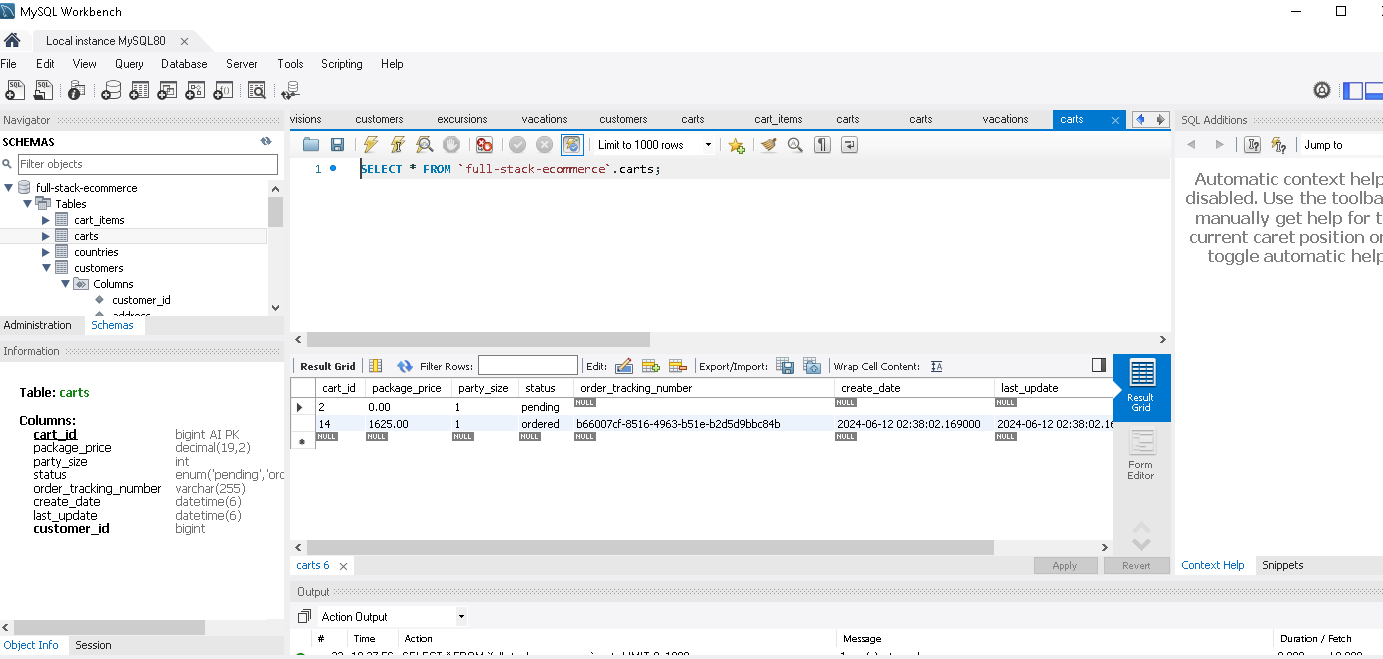 MySQL Workbench
Local instance MySQL80
File Edit View Query Database Server Tools Scripting Help
Navigator
SCHEMAS
Filter objects
full-stack-ecommerce
Tables
cart_items
carts
countries
customers
Columns
customer_id
address
Administration Schemas
Information
Table: carts
Columns:
cart_id bigint AI PK
package_price decimal(19,2)
party_size int
status enum('pending','orc
order_tracking_number varchar(255)
create_date datetime(6)
last_update datetime(6)
customer_id bigint
Object Info Session
visions customers excursions vacations customers carts cart_items carts carts vacations carts
Limit to 1000 rows
1 SELECT * FROM `full-stack-ecommerce`.carts;
Result Grid Filter Rows: Edit: Export/Import: Wrap Cell Content:
cart_id package_price party_size status order_tracking_number create_date last_update
2 0.00 1 pending NULL NULL NULL
14 1625.00 1 ordered b66007cf-8516-4963-b51e-b2d5d9bbc84b 2024-06-12 02:38:02.169000 2024-06-12 02:38:02.16
NULL NULL NULL NULL NULL NULL NULL
Result Grid
Form Editor
carts 6
Apply Revert
Output
Action Output
# Time Action Message Duration / Fetch
SQL Additions
Jump to
Automatic context help
disabled. Use the toolba
manually get help for t
current caret position or
toggle automatic help
Context Help Snippets